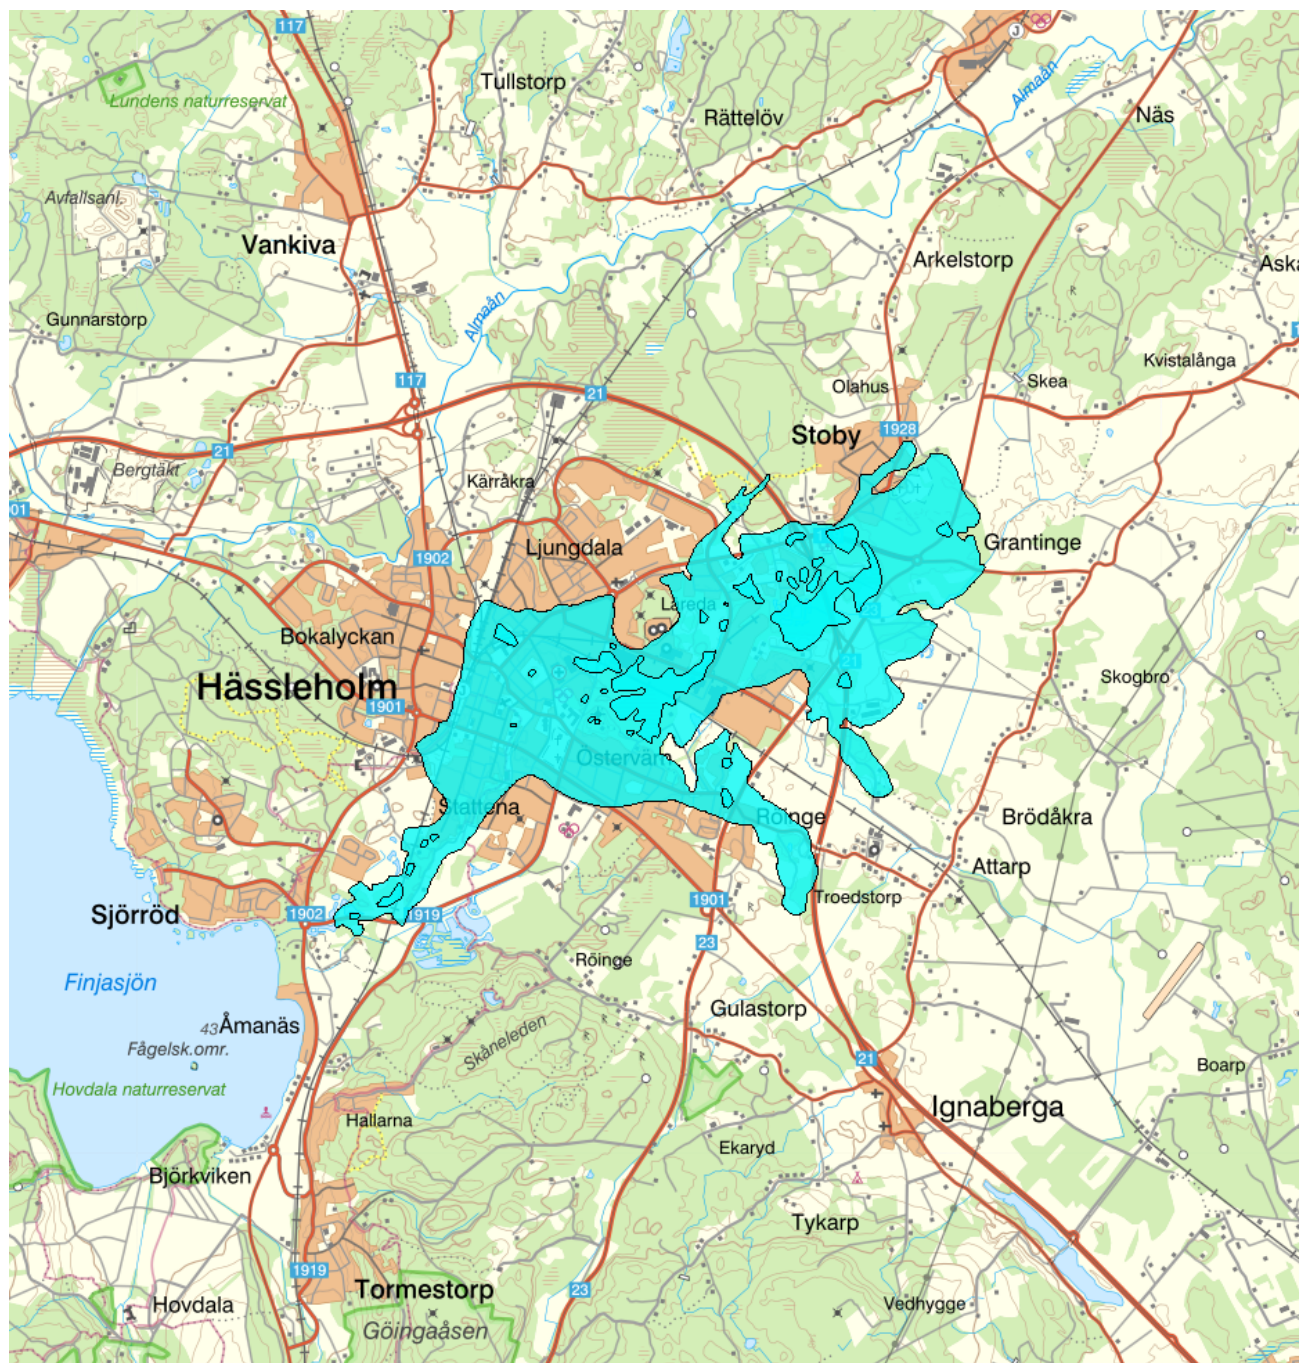 117
J
Tullstorp
Almaån
Lundens naturreservat
Rättelöv
Näs
Avfallsanl.
Vankiva
Arkelstorp
Aska
Almaån
Gunnarstorp
Kvistalånga
117
21
Olahus
Skea
1928
Stoby
21
Bergtäkt
Kärråkra
01
Ljungdala
Grantinge
1902
Läreda
Bokalyckan
21
Hässleholm
Skogbro
1901
Östervärn
Stattena
Röinge
Brödåkra
Attarp
Troedstorp
Sjörröd
1902
1919
1901
23
Röinge
Finjasjön
Gulastorp
43
Åmanäs
Skåneleden
Fågelsk.omr.
21
Boarp
Hovdala naturreservat
Ignaberga
Hallarna
Ekaryd
Björkviken
Tykarp
1919
Tormestorp
23
Hovdala
Vedhygge
Göingaåsen